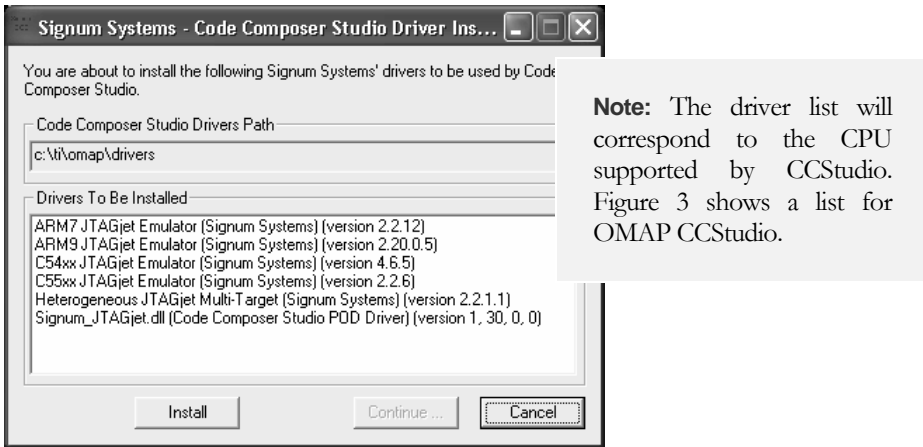 Signum Systems - Code Composer Studio Driver Ins...
You are about to install the following Signum Systems' drivers to be used by Code
Composer Studio.
Code Composer Studio Drivers Path
c:\ti\omap\drivers
Drivers To Be Installed
ARM7 JTAGjet Emulator (Signum Systems) (version 2.2.12)
ARM9 JTAGjet Emulator (Signum Systems) (version 2.20.0.5)
C54xx JTAGjet Emulator (Signum Systems) (version 4.6.5)
C55xx JTAGjet Emulator (Signum Systems) (version 2.2.6)
Heterogeneous JTAGjet Multi-Target (Signum Systems) (version 2.2.1.1)
Signum_JTAGjet.dll (Code Composer Studio POD Driver) (version 1, 30, 0, 0)
Install
Continue ...
Cancel
Note: The driver list will
correspond to the CPU
supported by CCStudio.
Figure 3 shows a list for
OMAP CCStudio.